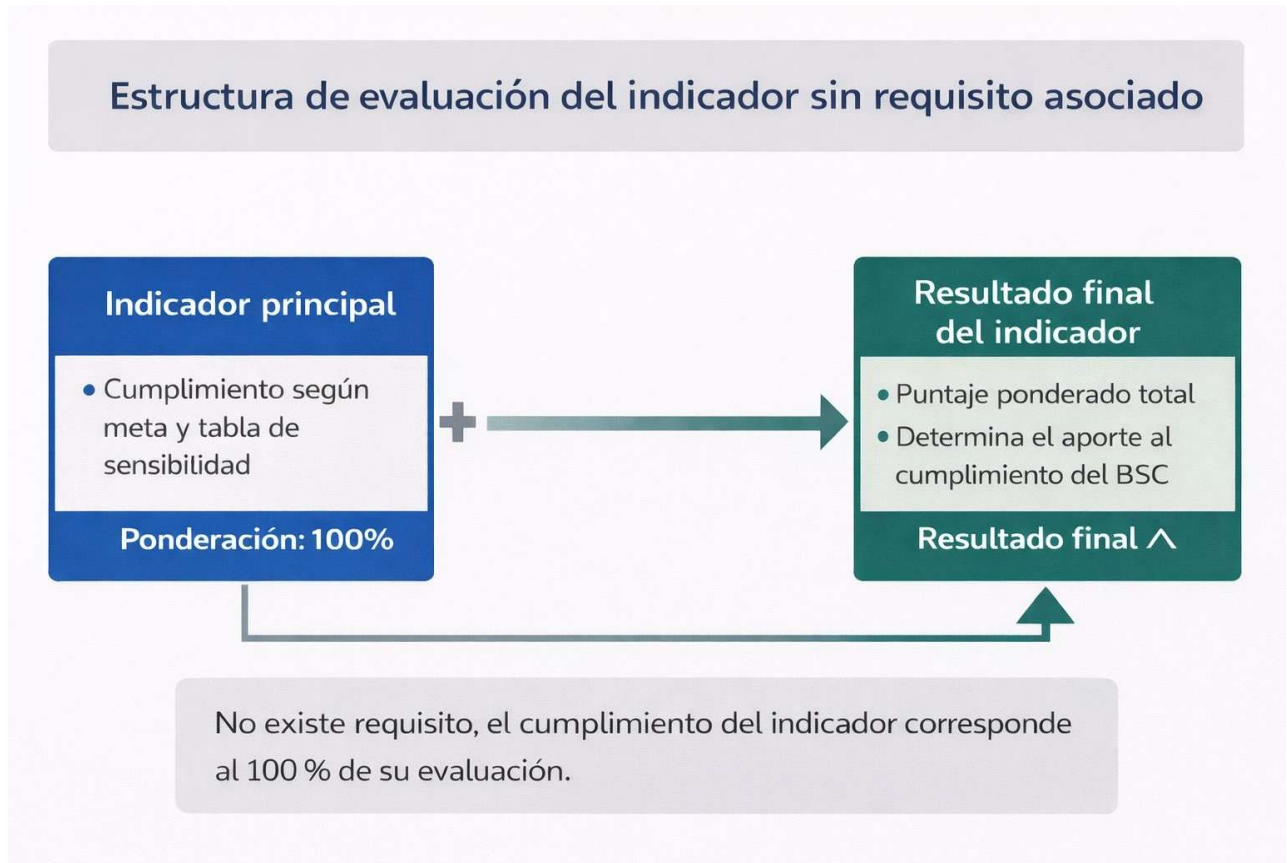 Estructura de evaluación del indicador sin requisito asociado
Indicador principal
• Cumplimiento según
meta y tabla de
sensibilidad
Ponderación: 100%
+
Resultado final
del indicador
• Puntaje ponderado total
• Determina el aporte al
cumplimiento del BSC
Resultado final ⋀
No existe requisito, el cumplimiento del indicador corresponde
al 100 % de su evaluación.